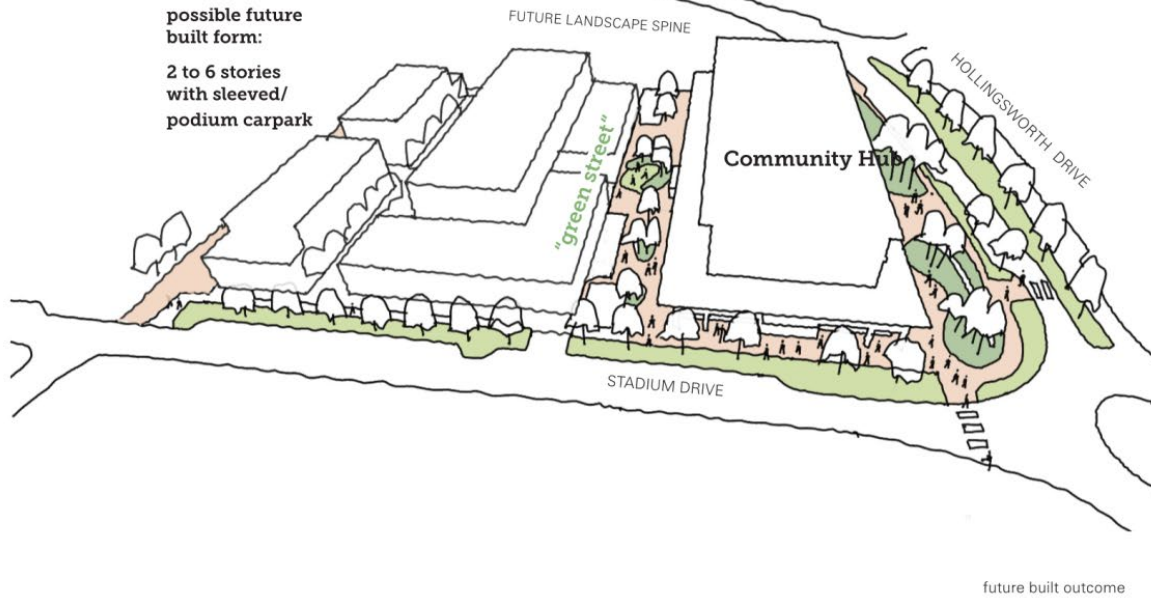 possible future
built form:
2 to 6 stories
with sleeved/
podium carpark
FUTURE LANDSCAPE SPINE
HOLLINGSWORTH DRIVE
"green street"
Community Hub
STADIUM DRIVE
future built outcome